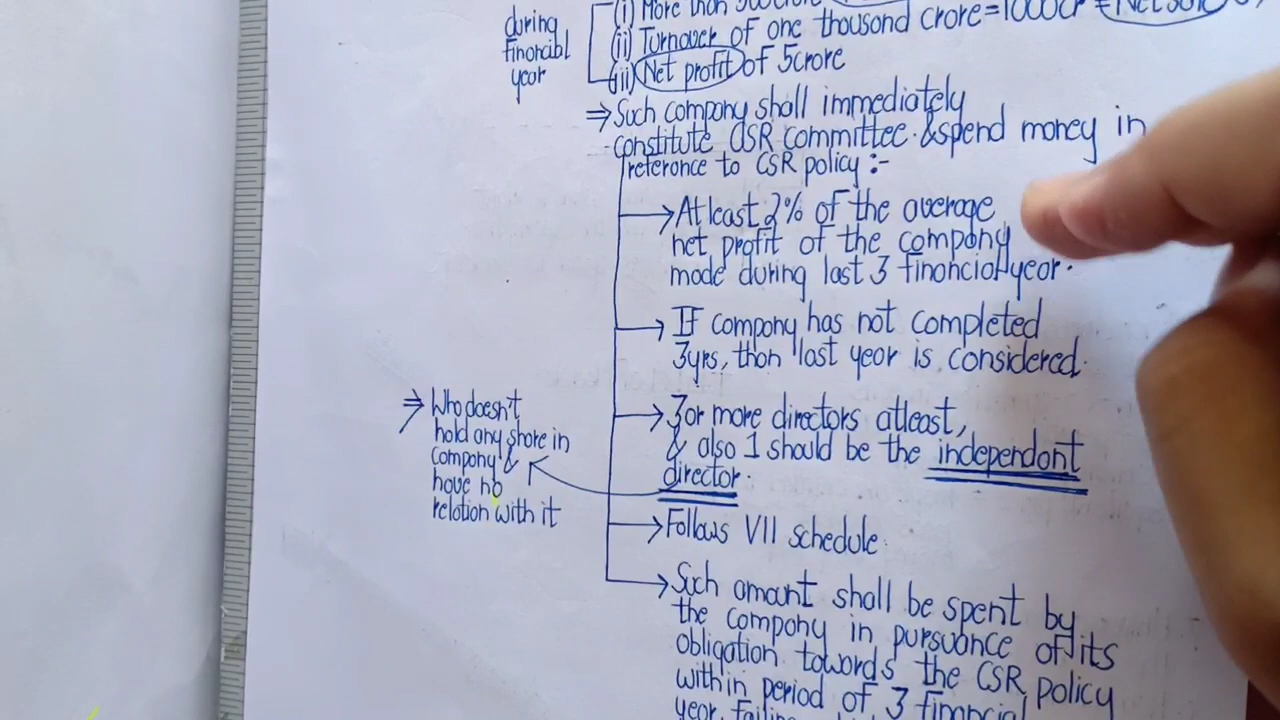 during
financial
year
(i) More than
(ii) Turnover of one thousand crore=1000cr =Net
(iii) Net profit of 5crore
⇒ Such company shall immediately
constitute CSR committee. & spend money in
reference to CSR policy :-
→ Atleast 2% of the average
net profit of the company
made during last 3 financial year.
→ If company has not completed
3yrs, than last year is considered.
→ 3 or more directors atleast,
& also 1 should be the independent
director.
⇒ Who doesn't
hold any share in
company &
have no
relation with it
→ Follows VII schedule.
→ Such amount shall be spent by
the company in pursuance of its
obligation towards the CSR policy
within period of 3 financial
year,